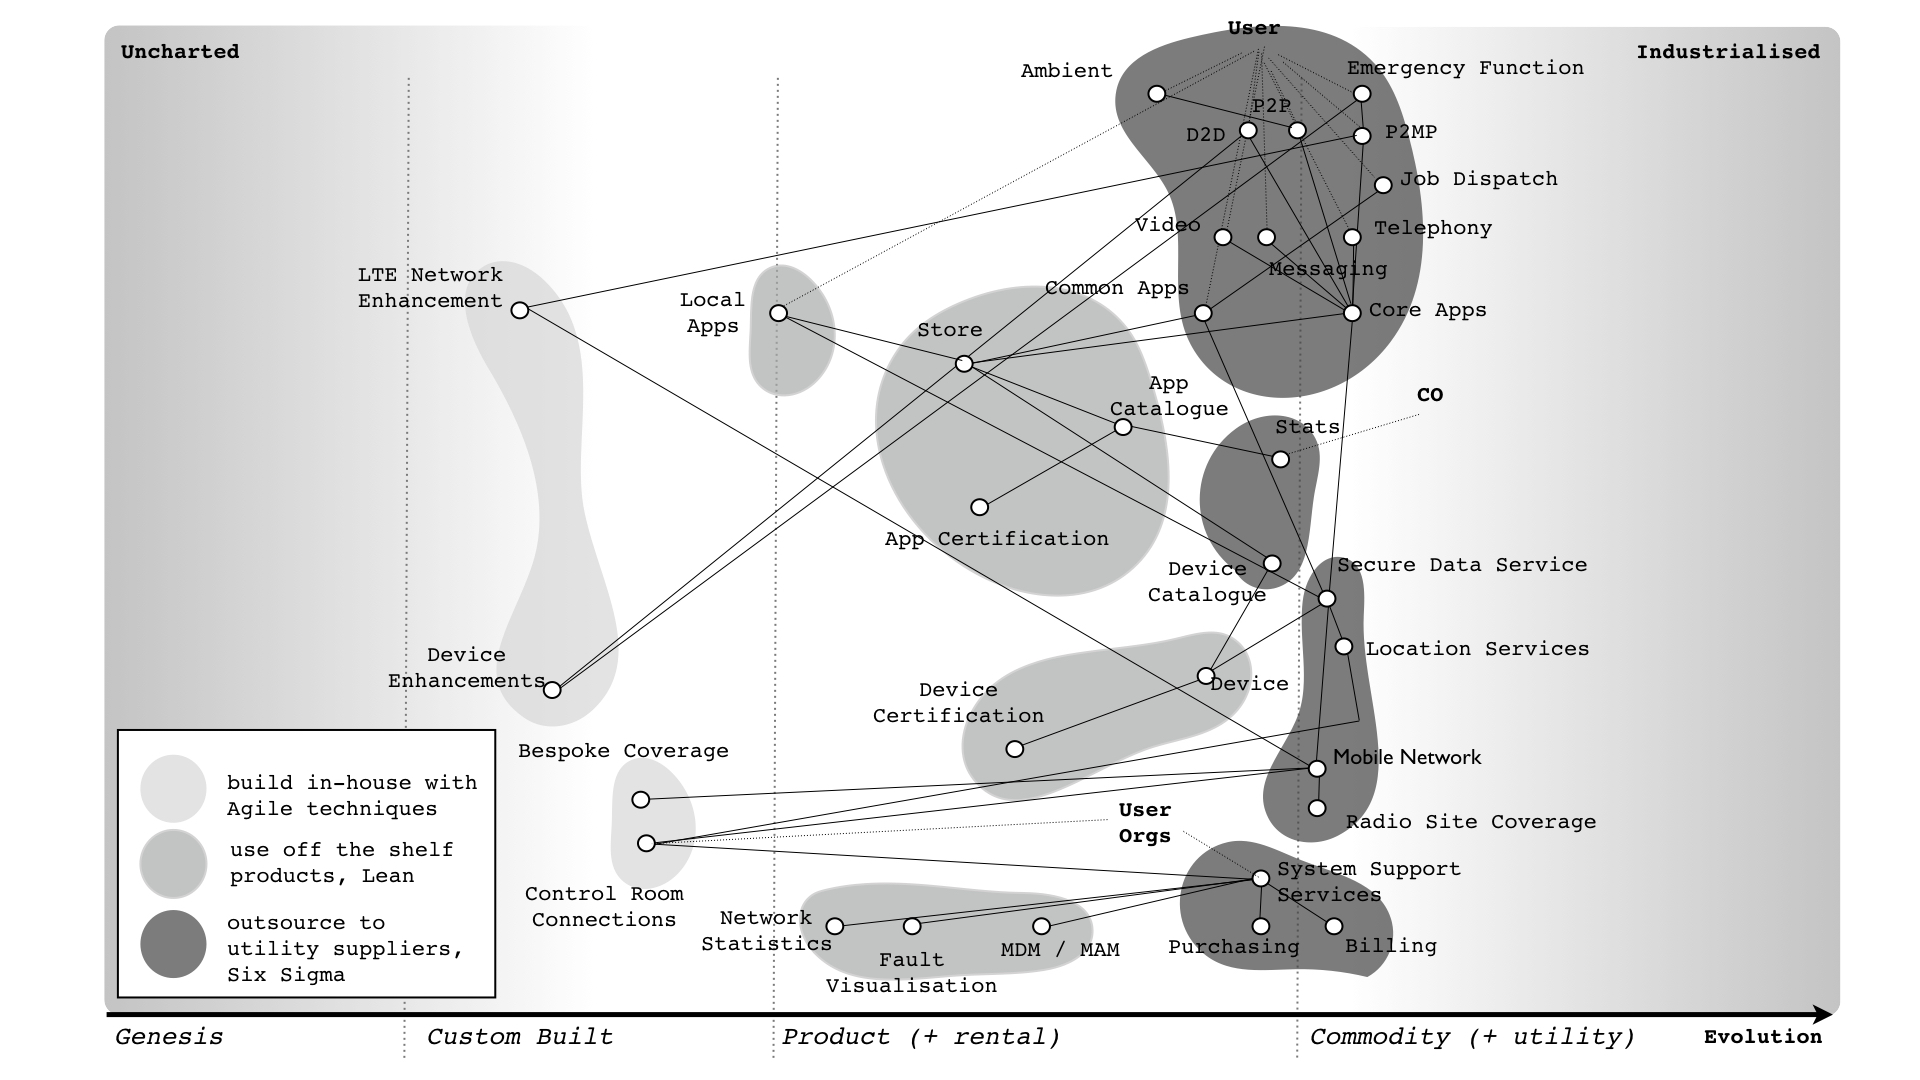 User
Uncharted
Industrialised
Ambient
Emergency Function
P2P
D2D
P2MP
Job Dispatch
Video
Telephony
Messaging
LTE Network
Enhancement
Local
Apps
Common Apps
Core Apps
Store
App
Catalogue
CO
Stats
App Certification
Device
Catalogue
Secure Data Service
Location Services
Device
Enhancements
Device
Certification
Device
Bespoke Coverage
Mobile Network
User
Orgs
Radio Site Coverage
build in-house with
Agile techniques
use off the shelf
products, Lean
outsource to
utility suppliers,
Six Sigma
Control Room
Connections
System Support
Services
Network
Statistics
Fault
Visualisation
MDM / MAM
Purchasing
Billing
Genesis
Custom Built
Product (+ rental)
Commodity (+ utility)
Evolution